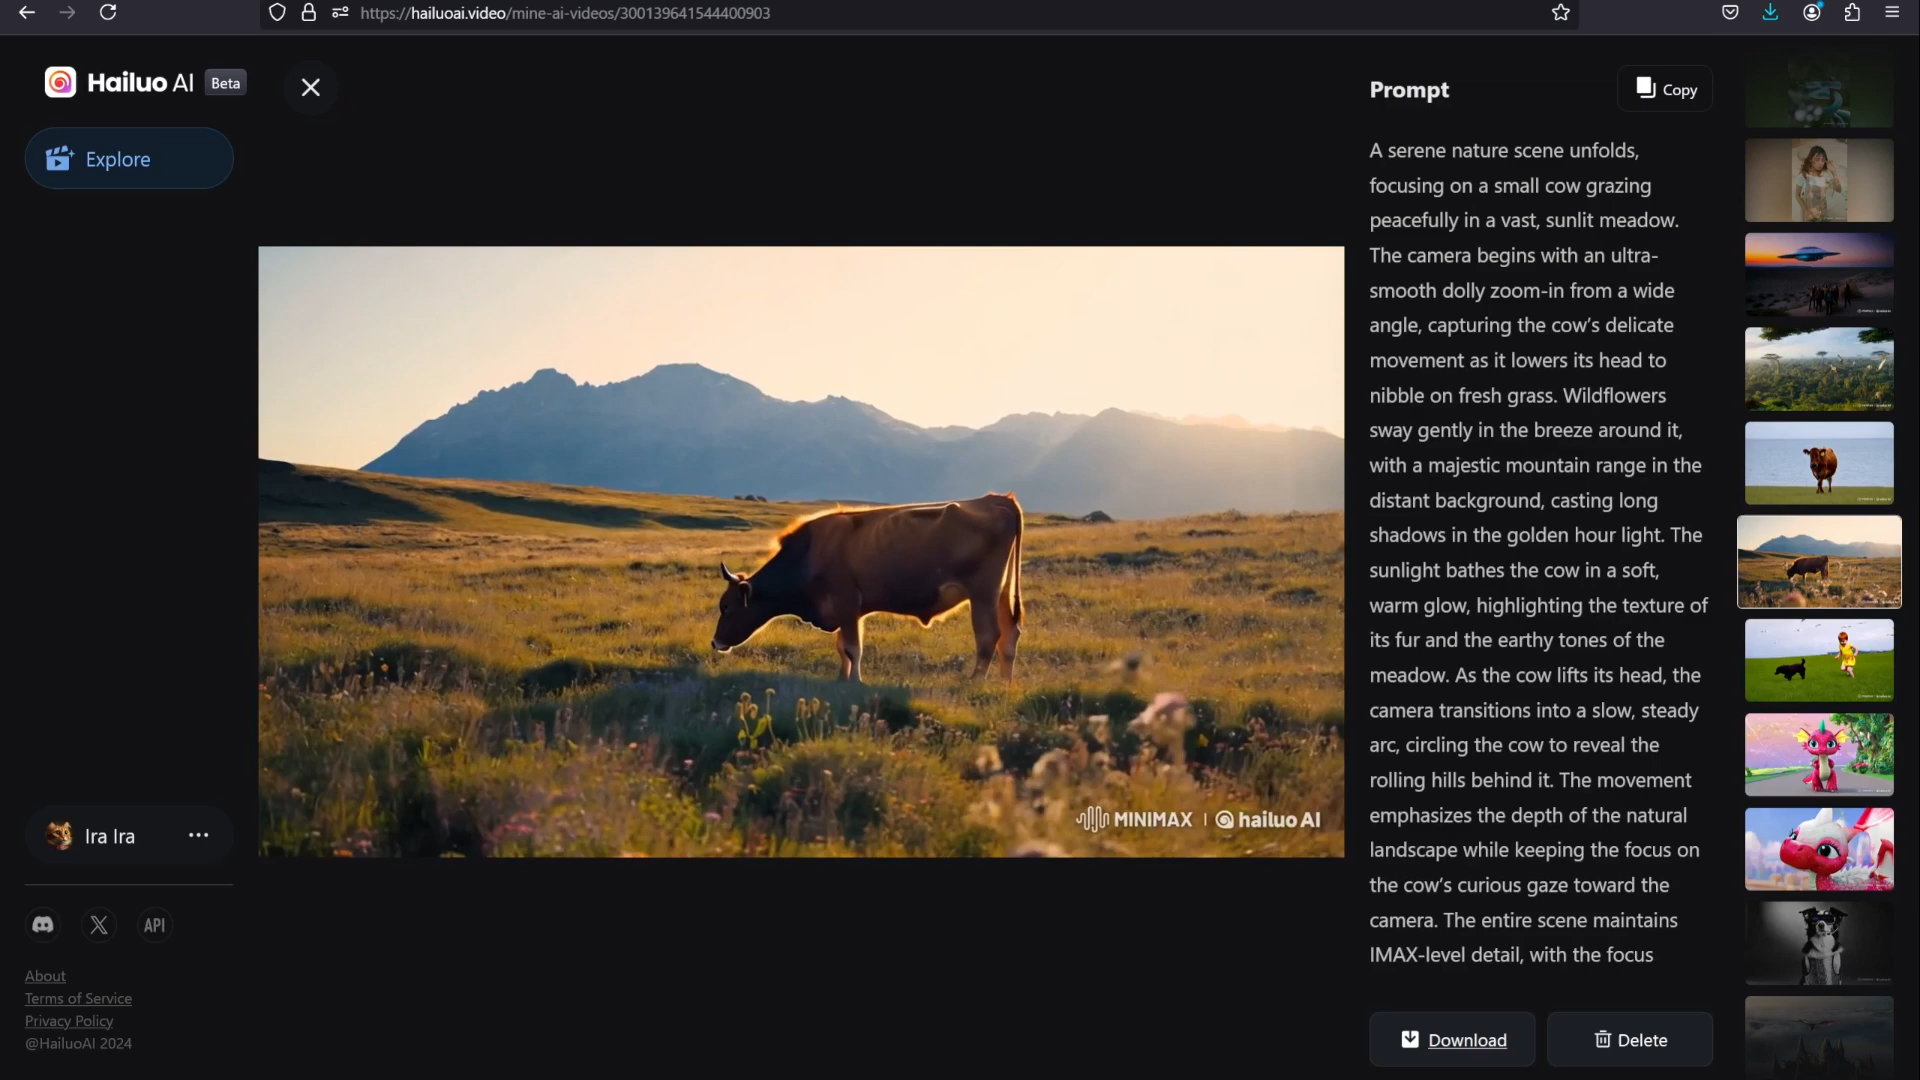 https://hailuoai.video/mine-ai-videos/300139641544400903
Hailuo AI Beta
Explore
Prompt
Copy
A serene nature scene unfolds,
focusing on a small cow grazing
peacefully in a vast, sunlit meadow.
The camera begins with an ultra-
smooth dolly zoom-in from a wide
angle, capturing the cow’s delicate
movement as it lowers its head to
nibble on fresh grass. Wildflowers
sway gently in the breeze around it,
with a majestic mountain range in the
distant background, casting long
shadows in the golden hour light. The
sunlight bathes the cow in a soft,
warm glow, highlighting the texture of
its fur and the earthy tones of the
meadow. As the cow lifts its head, the
camera transitions into a slow, steady
arc, circling the cow to reveal the
rolling hills behind it. The movement
emphasizes the depth of the natural
landscape while keeping the focus on
the cow’s curious gaze toward the
camera. The entire scene maintains
IMAX-level detail, with the focus
MINIMAX | hailuo AI
Ira Ira
API
About
Terms of Service
Privacy Policy
@HailuoAI 2024
Download
Delete